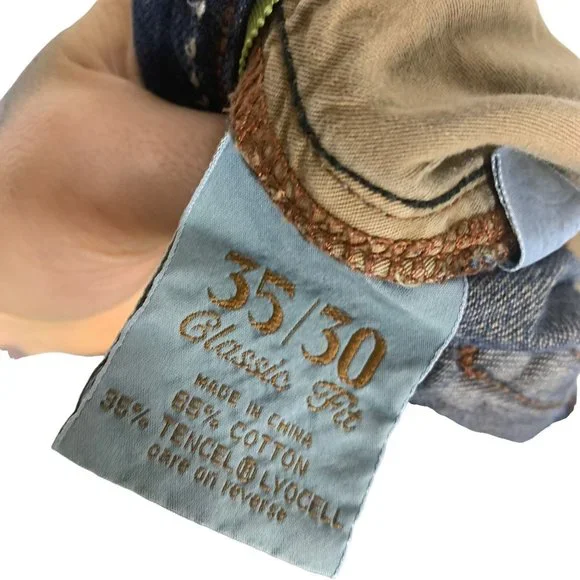 35/30
Classic Fit
MADE IN CHINA
65% COTTON
35% TENCEL® LYOCELL
care on reverse